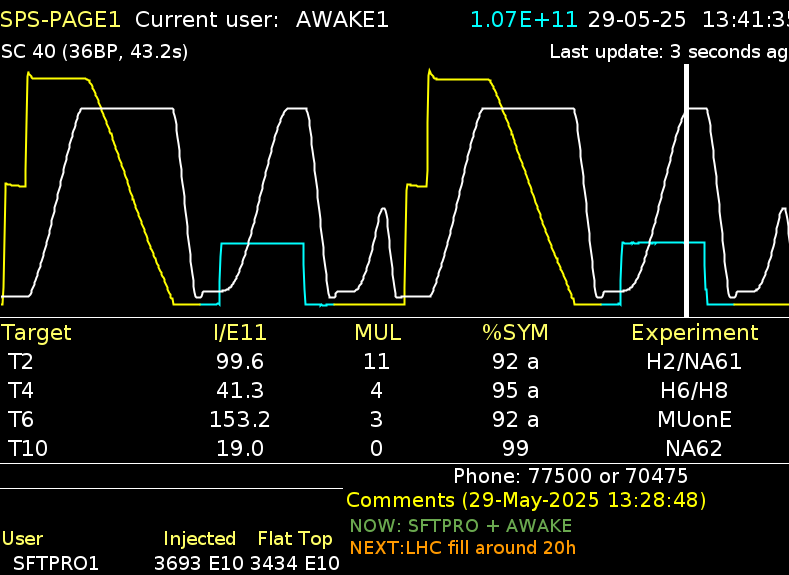 SPS-PAGE1 Current user: AWAKE1 1.07E+11 29-05-25 13:41:35
SC 40 (36BP, 43.2s) Last update: 3 seconds ag
Target I/E11 MUL %SYM Experiment
T2 99.6 11 92 a H2/NA61
T4 41.3 4 95 a H6/H8
T6 153.2 3 92 a MUonE
T10 19.0 0 99 NA62
Phone: 77500 or 70475
Comments (29-May-2025 13:28:48)
NOW: SFTPRO + AWAKE
User Injected Flat Top
NEXT:LHC fill around 20h
SFTPRO1 3693 E10 3434 E10